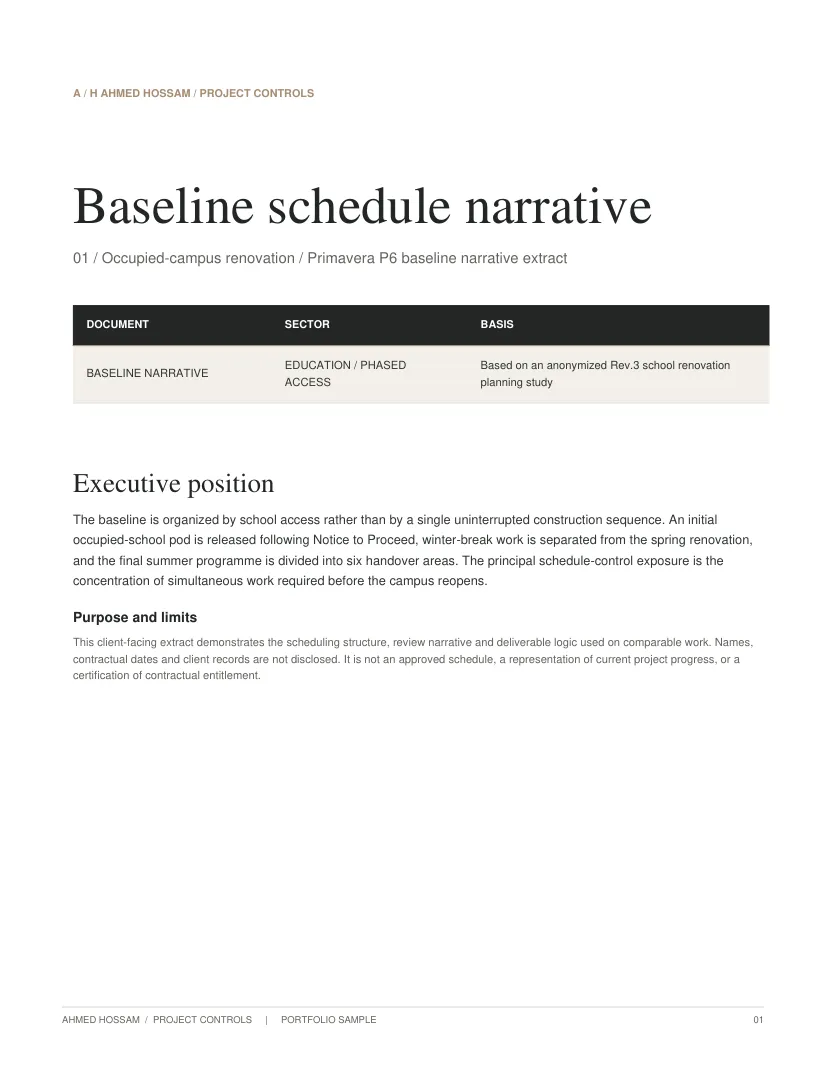 A / H AHMED HOSSAM / PROJECT CONTROLS
Baseline schedule narrative
01 / Occupied-campus renovation / Primavera P6 baseline narrative extract
DOCUMENT SECTOR BASIS
BASELINE NARRATIVE EDUCATION / PHASED ACCESS Based on an anonymized Rev.3 school renovation planning study
Executive position
The baseline is organized by school access rather than by a single uninterrupted construction sequence. An initial
occupied-school pod is released following Notice to Proceed, winter-break work is separated from the spring renovation,
and the final summer programme is divided into six handover areas. The principal schedule-control exposure is the
concentration of simultaneous work required before the campus reopens.
Purpose and limits
This client-facing extract demonstrates the scheduling structure, review narrative and deliverable logic used on comparable work. Names,
contractual dates and client records are not disclosed. It is not an approved schedule, a representation of current project progress, or a
certification of contractual entitlement.
AHMED HOSSAM / PROJECT CONTROLS | PORTFOLIO SAMPLE 01